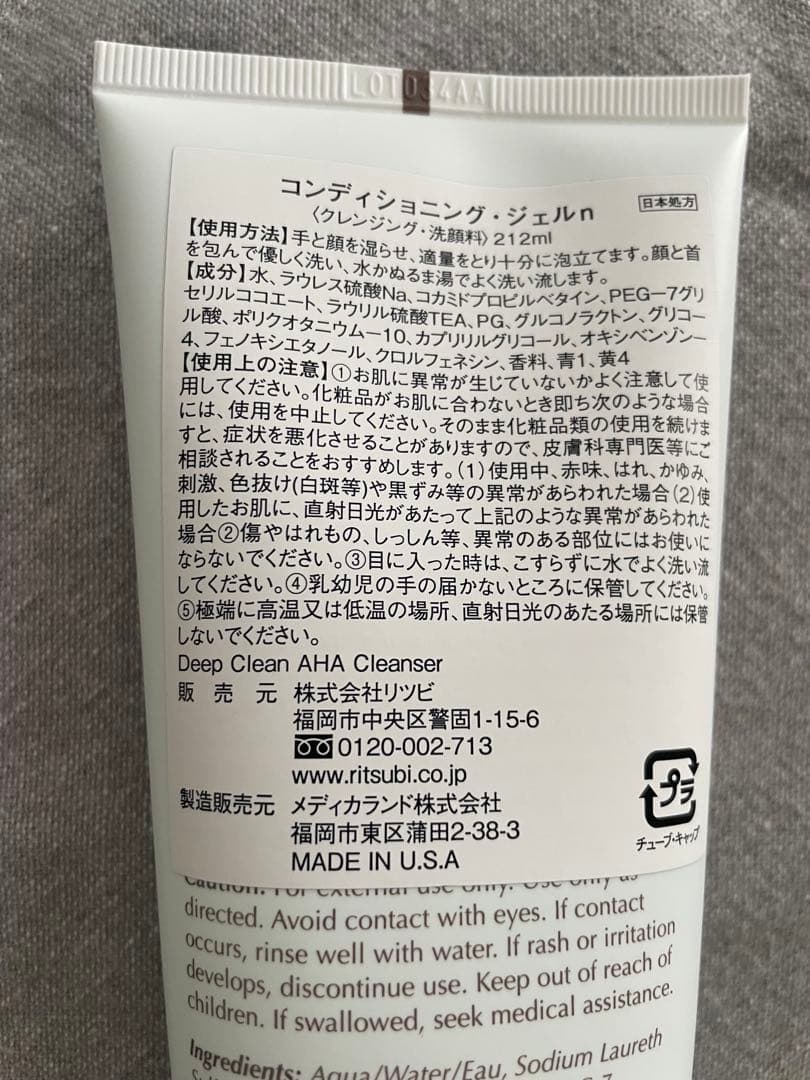 LOT034AA
コンディショニング・ジェルn
日本処方
〈クレンジング・洗顔料〉212ml
【使用方法】手と顔を湿らせ、適量をとり十分に泡立てます。顔と首
を包んで優しく洗い、水かぬるま湯でよく洗い流します。
【成分】水、ラウレス硫酸Na、コカミドプロピルベタイン、PEG－7グリ
セリルココエート、ラウリル硫酸TEA、PG、グルコノラクトン、グリコー
ル酸、ポリクオタニウム－10、カプリリルグリコール、オキシベンゾン－
4、フェノキシエタノール、クロルフェネシン、香料、青1、黄4
【使用上の注意】①お肌に異常が生じていないかよく注意して使
用してください。化粧品がお肌に合わないとき即ち次のような場合
には、使用を中止してください。そのまま化粧品類の使用を続けま
すと、症状を悪化させることがありますので、皮膚科専門医等にご
相談されることをおすすめします。(1)使用中、赤味、はれ、かゆみ、
刺激、色抜け(白斑等)や黒ずみ等の異常があらわれた場合(2)使
用したお肌に、直射日光があたって上記のような異常があらわれた
場合②傷やはれもの、しっしん等、異常のある部位にはお使いに
ならないでください。③目に入った時は、こすらずに水でよく洗い流
してください。④乳幼児の手の届かないところに保管してください。
⑤極端に高温又は低温の場所、直射日光のあたる場所には保管
しないでください。
Deep Clean AHA Cleanser
販売元 株式会社リツビ
福岡市中央区警固1-15-6
0120-002-713
www.ritsubi.co.jp
製造販売元 メディカランド株式会社
福岡市東区蒲田2-38-3
MADE IN U.S.A
プラ
チューブ・キャップ
Caution: For external use only. Use only as
directed. Avoid contact with eyes. If contact
occurs, rinse well with water. If rash or irritation
develops, discontinue use. Keep out of reach of
children. If swallowed, seek medical assistance.
Ingredients: Aqua/Water/Eau, Sodium Laureth